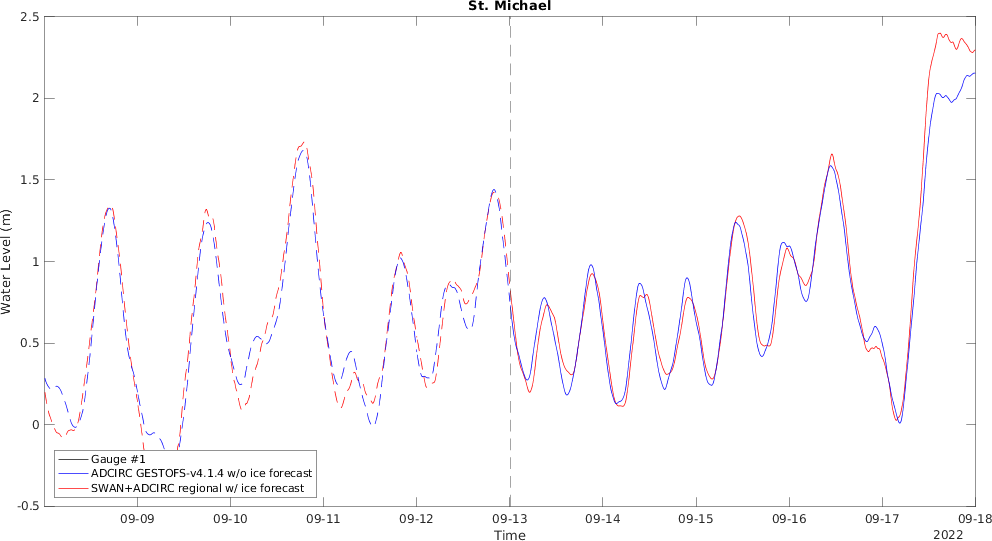 St. Michael
2.5
2
1.5
1
0.5
0
-0.5
Water Level (m)
Gauge #1
ADCIRC GESTOFS-v4.1.4 w/o ice forecast
SWAN+ADCIRC regional w/ ice forecast
09-09 09-10 09-11 09-12 09-13 09-14 09-15 09-16 09-17 09-18
Time
2022